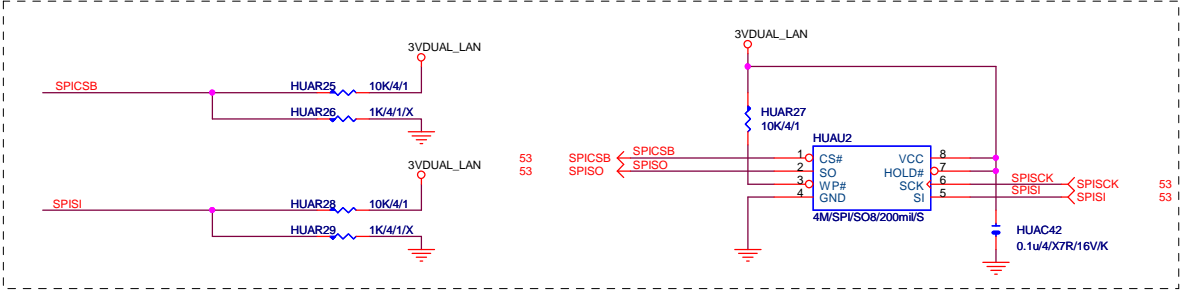 3VDUAL_LAN
SPICSB
HUAR25 10K/4/1
HUAR26 1K/4/1/X
3VDUAL_LAN
SPISI
HUAR28 10K/4/1
HUAR29 1K/4/1/X
3VDUAL_LAN
HUAR27
10K/4/1
HUAU2
53 SPICSB SPICSB 1 CS# VCC 8
53 SPISO SPISO 2 SO HOLD# 7
3 WP# SCK 6 SPISCK SPISCK 53
4 GND SI 5 SPISI SPISI 53
4M/SPI/SO8/200mil/S
HUAC42
0.1u/4/X7R/16V/K